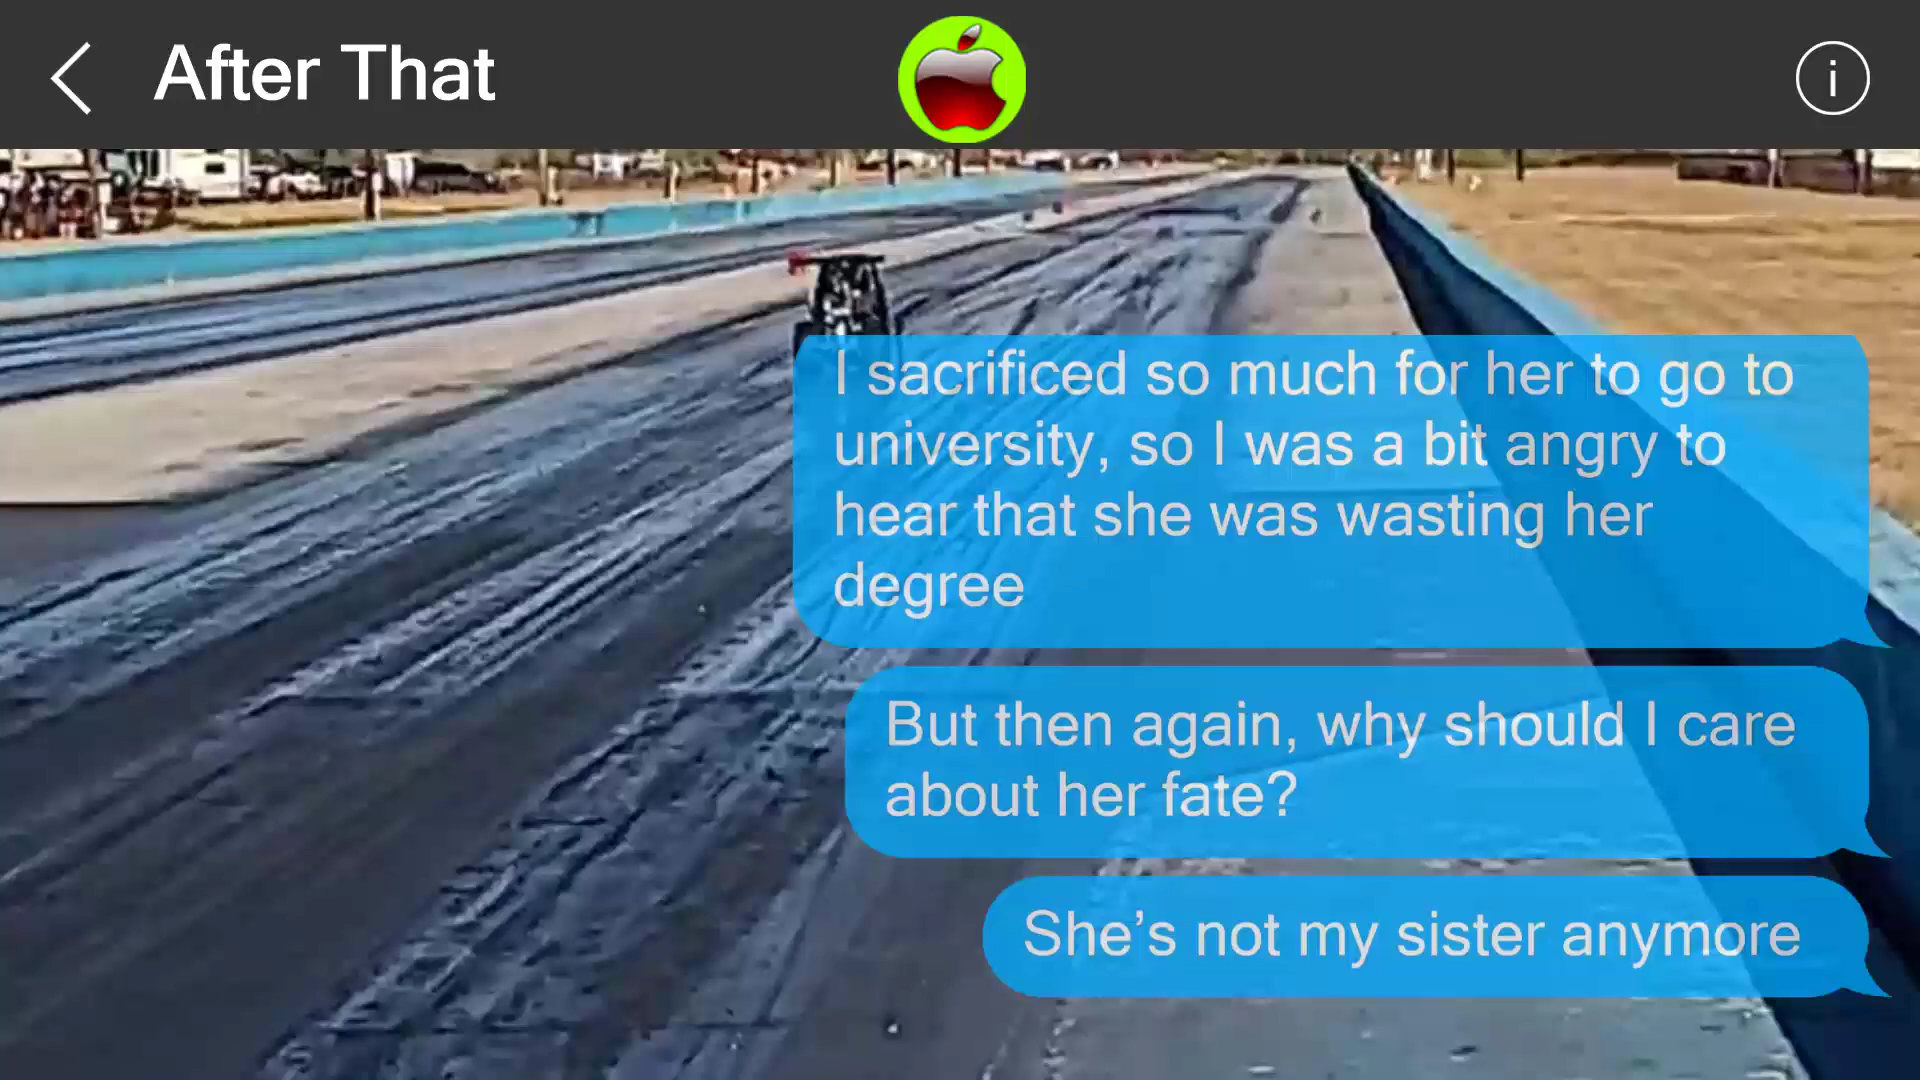 After That
i
I sacrificed so much for her to go to
university, so I was a bit angry to
hear that she was wasting her
degree
But then again, why should I care
about her fate?
She’s not my sister anymore